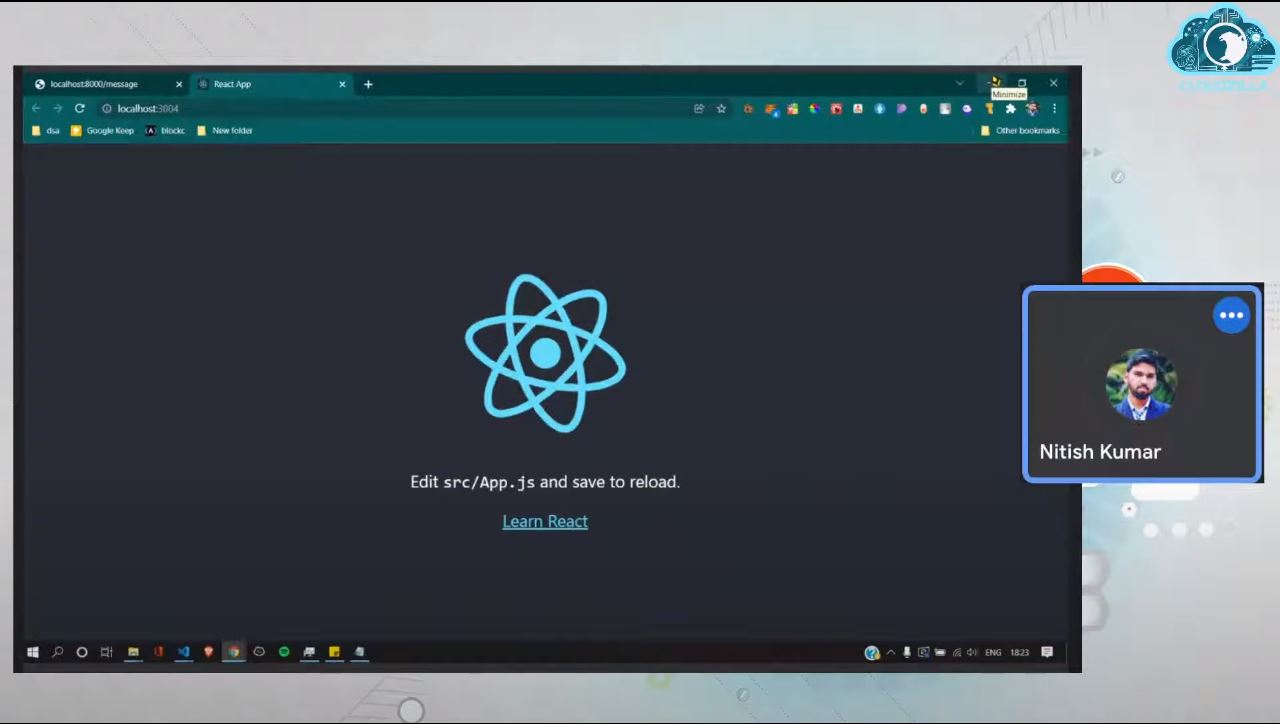 CLOUDZILLA
localhost:8000/message
React App
Minimize
localhost:3004
dsa
Google Keep
blockc
New folder
Other bookmarks
Edit src/App.js and save to reload.
Learn React
Nitish Kumar
ENG
18:23